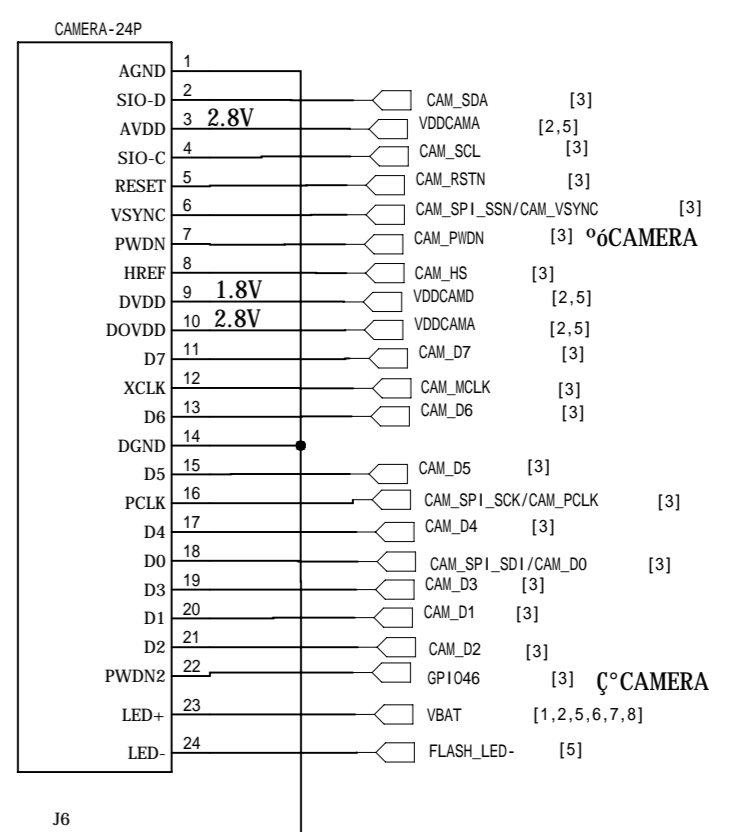 CAMERA-24P
AGND 1
SIO-D 2 CAM_SDA [3]
AVDD 3 2.8V VDDCAMA [2,5]
SIO-C 4 CAM_SCL [3]
RESET 5 CAM_RSTN [3]
VSYNC 6 CAM_SPI_SSN/CAM_VSYNC [3]
PWDN 7 CAM_PWDN [3] ºóCAMERA
HREF 8 CAM_HS [3]
DVDD 9 1.8V VDDCAMD [2,5]
DOVDD 10 2.8V VDDCAMA [2,5]
D7 11 CAM_D7 [3]
XCLK 12 CAM_MCLK [3]
D6 13 CAM_D6 [3]
DGND 14
D5 15 CAM_D5 [3]
PCLK 16 CAM_SPI_SCK/CAM_PCLK [3]
D4 17 CAM_D4 [3]
D0 18 CAM_SPI_SDI/CAM_D0 [3]
D3 19 CAM_D3 [3]
D1 20 CAM_D1 [3]
D2 21 CAM_D2 [3]
PWDN2 22 GPIO46 [3] Ç°CAMERA
LED+ 23 VBAT [1,2,5,6,7,8]
LED- 24 FLASH_LED- [5]
J6